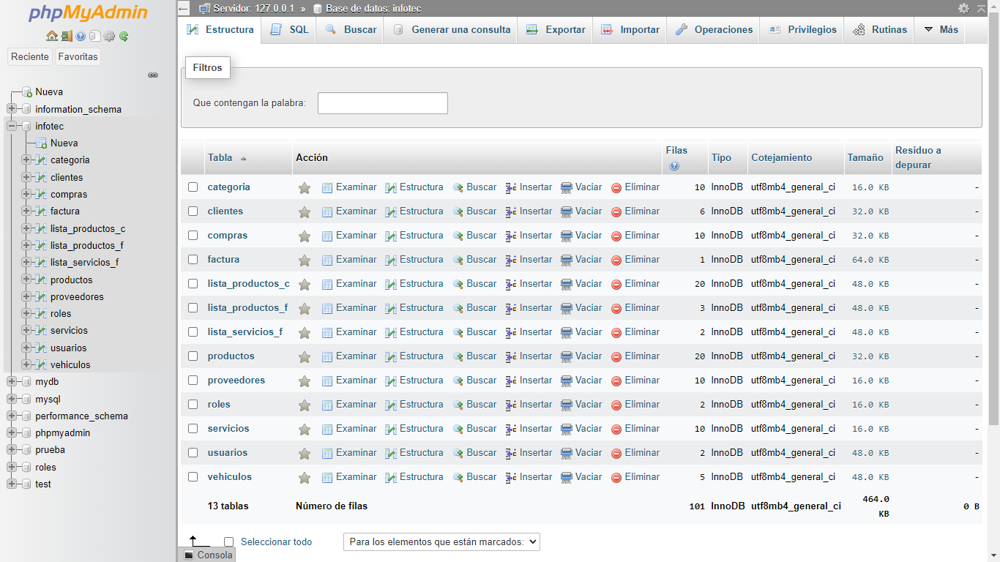 phpMyAdmin
Reciente Favoritas
Nueva
information_schema
infotec
Nueva
categoria
clientes
compras
factura
lista_productos_c
lista_productos_f
lista_servicios_f
productos
proveedores
roles
servicios
usuarios
vehiculos
mydb
mysql
performance_schema
phpmyadmin
prueba
roles
test
Servidor: 127.0.0.1 » Base de datos: infotec
Estructura SQL Buscar Generar una consulta Exportar Importar Operaciones Privilegios Rutinas Más
Filtros
Que contengan la palabra:
Tabla Acción Filas Tipo Cotejamiento Tamaño Residuo a depurar
categoria Examinar Estructura Buscar Insertar Vaciar Eliminar 10 InnoDB utf8mb4_general_ci 16.0 KB -
clientes Examinar Estructura Buscar Insertar Vaciar Eliminar 6 InnoDB utf8mb4_general_ci 32.0 KB -
compras Examinar Estructura Buscar Insertar Vaciar Eliminar 10 InnoDB utf8mb4_general_ci 32.0 KB -
factura Examinar Estructura Buscar Insertar Vaciar Eliminar 1 InnoDB utf8mb4_general_ci 64.0 KB -
lista_productos_c Examinar Estructura Buscar Insertar Vaciar Eliminar 20 InnoDB utf8mb4_general_ci 48.0 KB -
lista_productos_f Examinar Estructura Buscar Insertar Vaciar Eliminar 3 InnoDB utf8mb4_general_ci 48.0 KB -
lista_servicios_f Examinar Estructura Buscar Insertar Vaciar Eliminar 2 InnoDB utf8mb4_general_ci 48.0 KB -
productos Examinar Estructura Buscar Insertar Vaciar Eliminar 20 InnoDB utf8mb4_general_ci 32.0 KB -
proveedores Examinar Estructura Buscar Insertar Vaciar Eliminar 10 InnoDB utf8mb4_general_ci 16.0 KB -
roles Examinar Estructura Buscar Insertar Vaciar Eliminar 2 InnoDB utf8mb4_general_ci 16.0 KB -
servicios Examinar Estructura Buscar Insertar Vaciar Eliminar 10 InnoDB utf8mb4_general_ci 16.0 KB -
usuarios Examinar Estructura Buscar Insertar Vaciar Eliminar 2 InnoDB utf8mb4_general_ci 48.0 KB -
vehiculos Examinar Estructura Buscar Insertar Vaciar Eliminar 5 InnoDB utf8mb4_general_ci 48.0 KB -
13 tablas Número de filas 101 InnoDB utf8mb4_general_ci 464.0 KB 0 B
Seleccionar todo Para los elementos que están marcados:
Consola